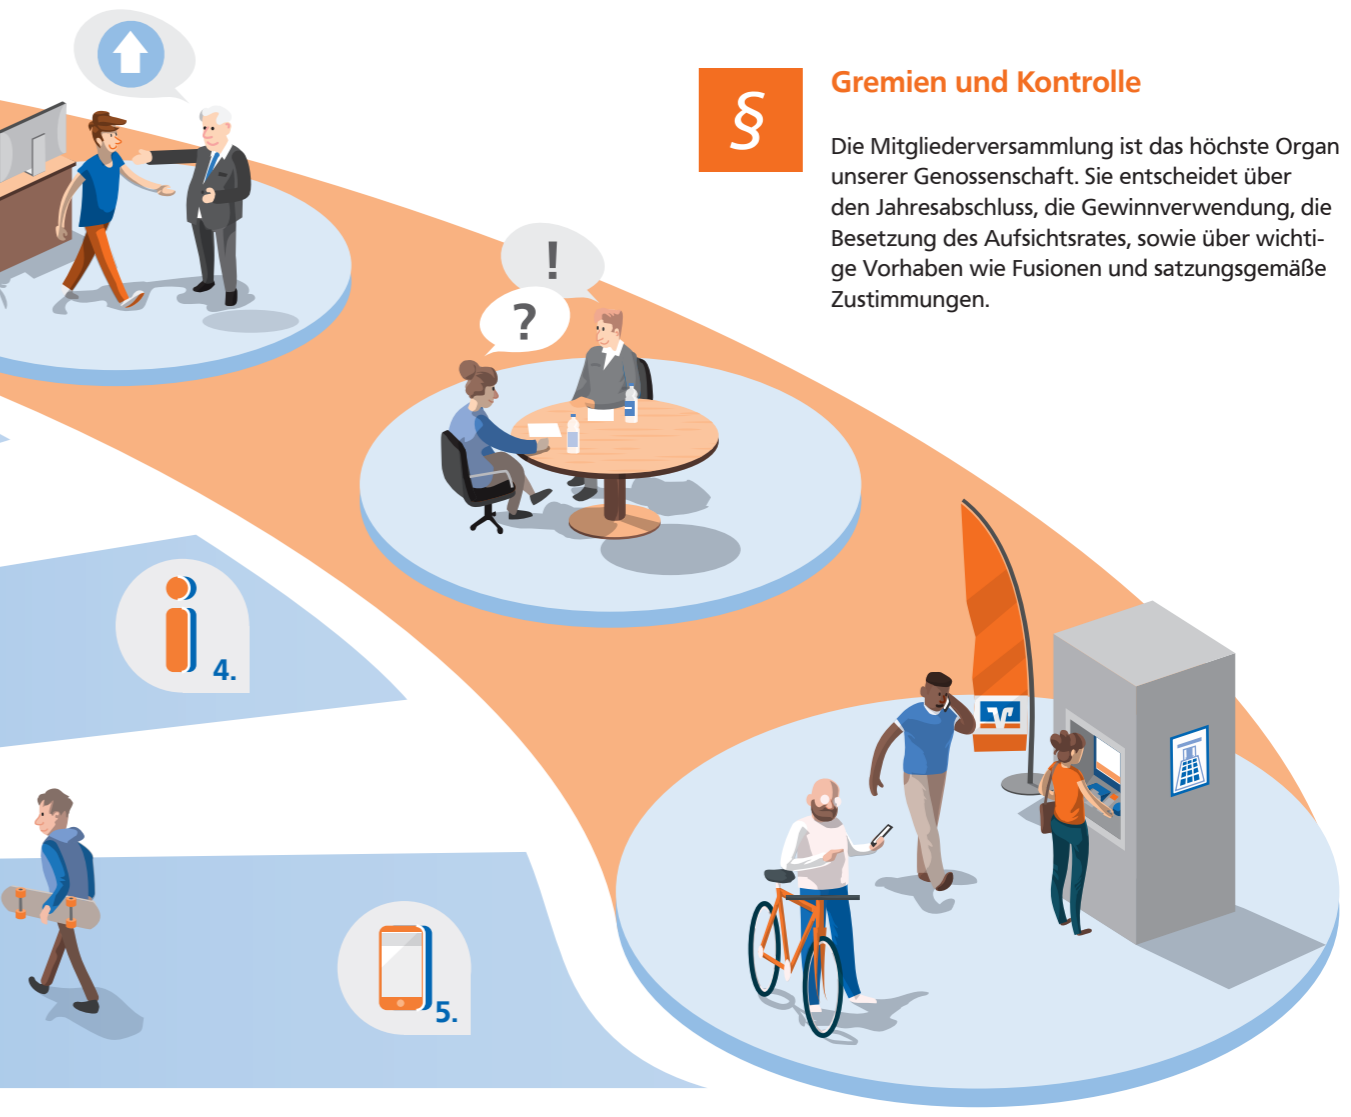 §
Gremien und Kontrolle
Die Mitgliederversammlung ist das höchste Organ
unserer Genossenschaft. Sie entscheidet über
den Jahresabschluss, die Gewinnverwendung, die
Besetzung des Aufsichtsrates, sowie über wichti-
ge Vorhaben wie Fusionen und satzungsgemäße
Zustimmungen.
!
?
i
4.
5.